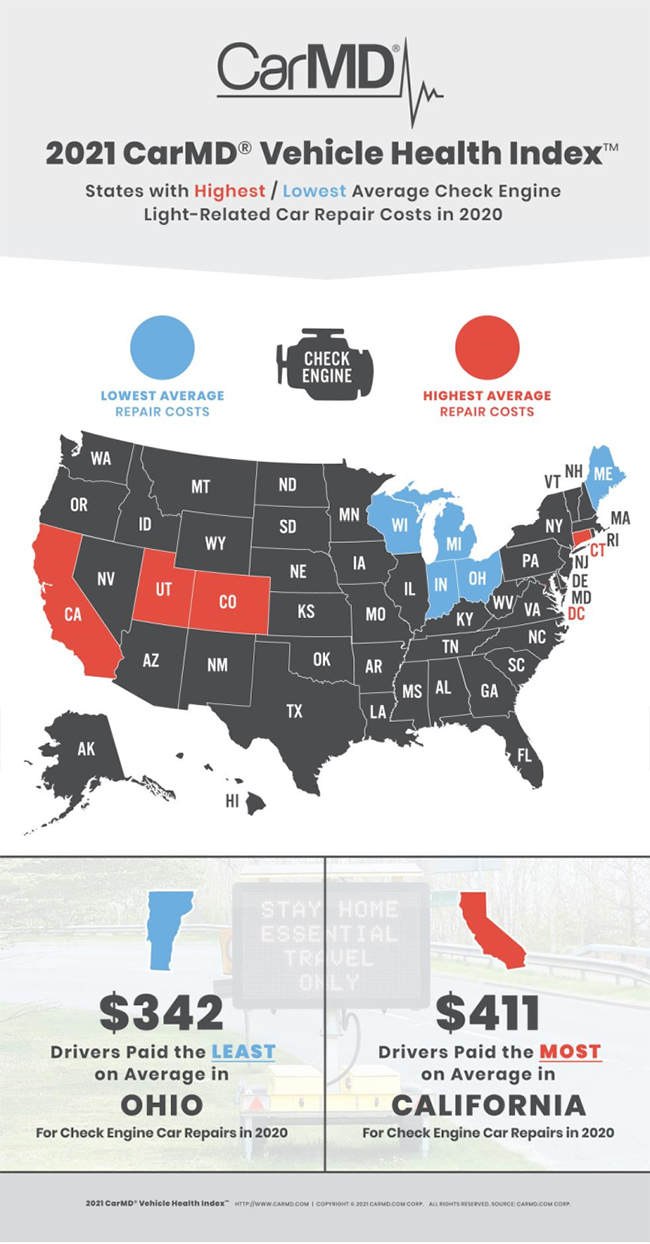 CarMD®
2021 CarMD® Vehicle Health Index™
States with Highest / Lowest Average Check Engine
Light-Related Car Repair Costs in 2020
LOWEST AVERAGE
REPAIR COSTS
CHECK
ENGINE
HIGHEST AVERAGE
REPAIR COSTS
WA
MT
ND
MN
WI
MI
VT
NH
ME
OR
ID
SD
NY
MA
RI
CT
WY
IA
PA
NJ
DE
MD
DC
NV
UT
CO
NE
IL
IN
OH
CA
KS
MO
KY
WV
VA
AZ
NM
OK
AR
TN
NC
SC
TX
LA
MS
AL
GA
FL
AK
HI
STAY HOME
ESSENTIAL
TRAVEL
ONLY
$342
Drivers Paid the LEAST
on Average in
OHIO
For Check Engine Car Repairs in 2020
$411
Drivers Paid the MOST
on Average in
CALIFORNIA
For Check Engine Car Repairs in 2020
2021 CarMD® Vehicle Health Index™ HTTP://WWW.CARMD.COM | COPYRIGHT © 2021 CARMD.COM CORP. ALL RIGHTS RESERVED. SOURCE: CARMD.COM CORP.